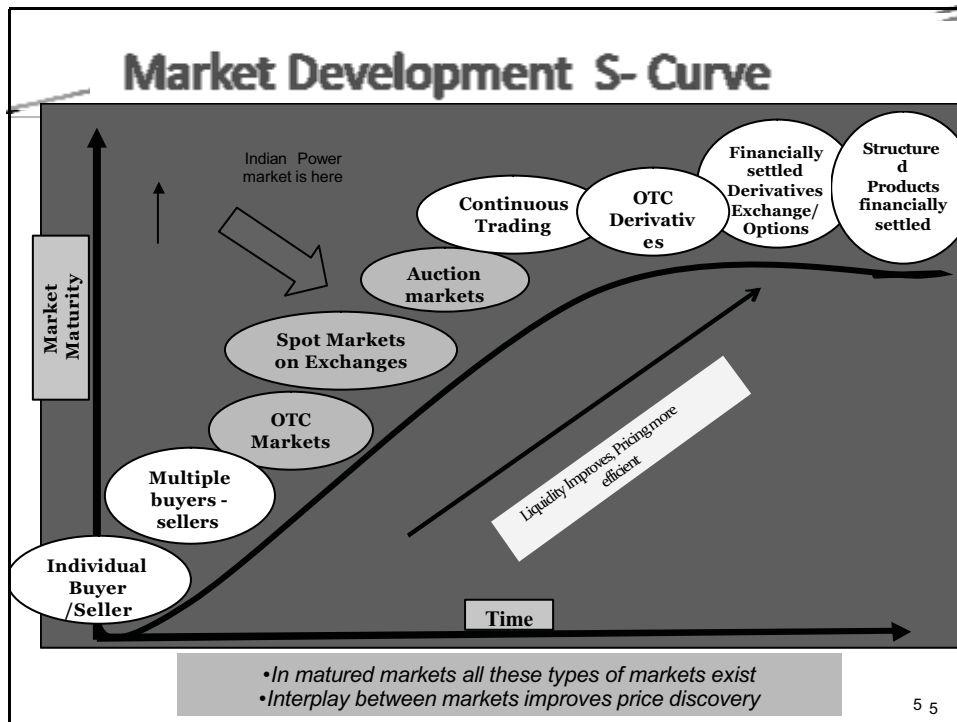 Market Development  S- Curve
Indian  Power
market is here
Financially
settled
Derivatives
Exchange/
Options
Structure
d
Products
financially
settled
Continuous
Trading
OTC
Derivativ
es
Auction
markets
Market
Maturity
Spot Markets
on Exchanges
OTC
Markets
Multiple
buyers -
sellers
Individual
Buyer
/Seller
Liquidity Improves, Pricing more
efficient
Time
•In matured markets all these types of markets exist
•Interplay between markets improves price discovery
5 5